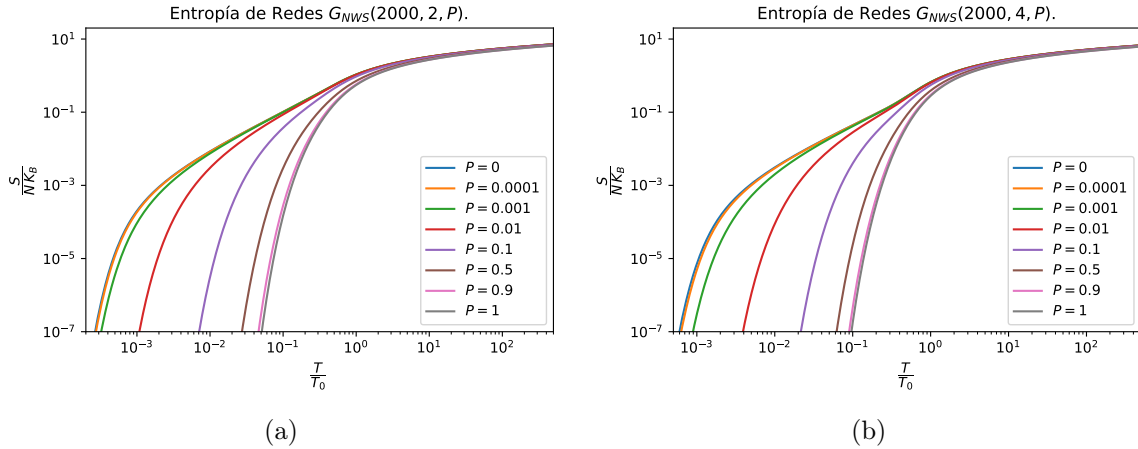 Entropía de Redes G_{NWS}(2000, 2, P).
10^1
10^{-1}
10^{-3}
10^{-5}
10^{-7}
S
NK_B
P = 0
P = 0.0001
P = 0.001
P = 0.01
P = 0.1
P = 0.5
P = 0.9
P = 1
10^{-3}
10^{-2}
10^{-1}
10^0
10^1
10^2
T
T_0
(a)
Entropía de Redes G_{NWS}(2000, 4, P).
10^1
10^{-1}
10^{-3}
10^{-5}
10^{-7}
S
NK_B
P = 0
P = 0.0001
P = 0.001
P = 0.01
P = 0.1
P = 0.5
P = 0.9
P = 1
10^{-3}
10^{-2}
10^{-1}
10^0
10^1
10^2
T
T_0
(b)